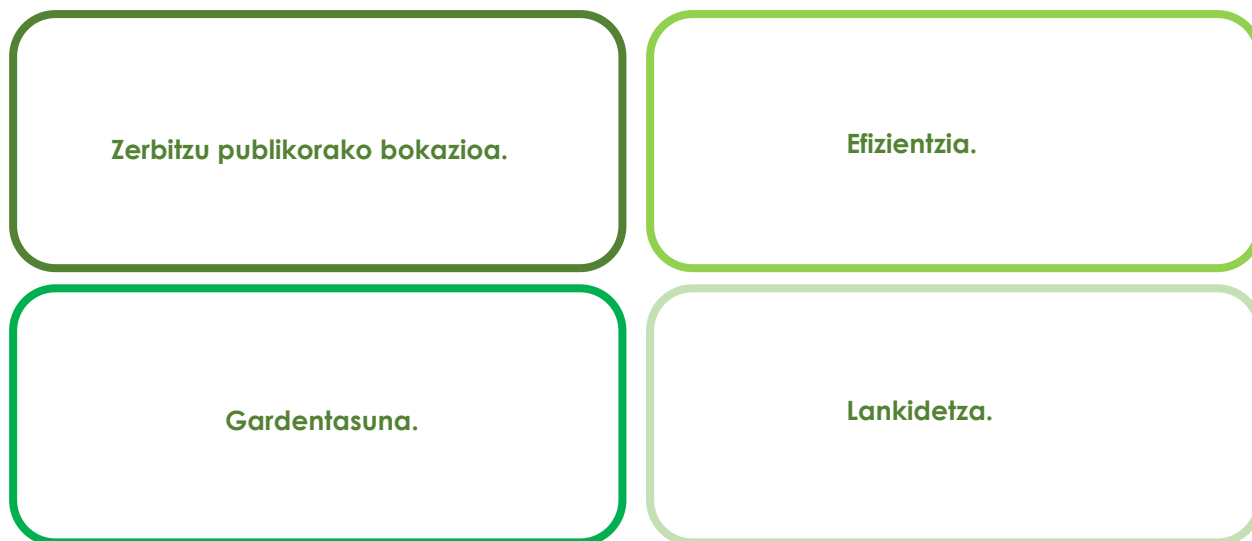 Zerbitzu publikorako bokazioa.
Efizientzia.
Gardentasuna.
Lankidetza.